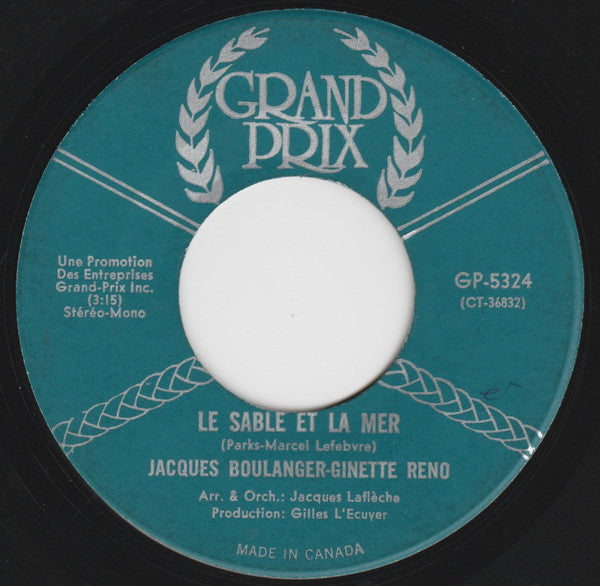 GRAND
PRIX
Une Promotion
Des Entreprises
Grand-Prix Inc.
(3:15)
Stéréo-Mono
GP-5324
(CT-36832)
LE SABLE ET LA MER
(Parks-Marcel Lefebvre)
JACQUES BOULANGER-GINETTE RENO
Arr. & Orch.: Jacques Laflèche
Production: Gilles L'Ecuyer
MADE IN CANADA